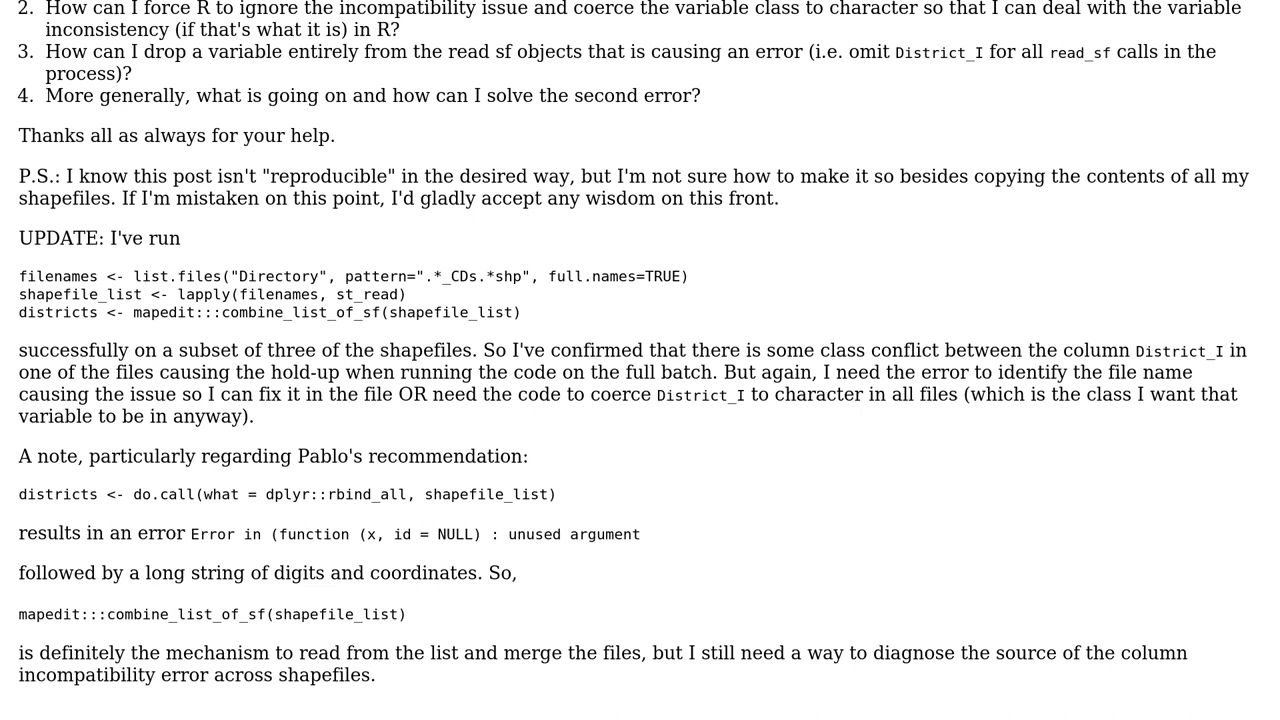 2. How can I force R to ignore the incompatibility issue and coerce the variable class to character so that I can deal with the variable
inconsistency (if that's what it is) in R?
3. How can I drop a variable entirely from the read sf objects that is causing an error (i.e. omit District_I for all read_sf calls in the
process)?
4. More generally, what is going on and how can I solve the second error?
Thanks all as always for your help.
P.S.: I know this post isn't "reproducible" in the desired way, but I'm not sure how to make it so besides copying the contents of all my
shapefiles. If I'm mistaken on this point, I'd gladly accept any wisdom on this front.
UPDATE: I've run
filenames <- list.files("Directory", pattern=".*_CDs.*shp", full.names=TRUE)
shapefile_list <- lapply(filenames, st_read)
districts <- mapedit:::combine_list_of_sf(shapefile_list)
successfully on a subset of three of the shapefiles. So I've confirmed that there is some class conflict between the column District_I in
one of the files causing the hold-up when running the code on the full batch. But again, I need the error to identify the file name
causing the issue so I can fix it in the file OR need the code to coerce District_I to character in all files (which is the class I want that
variable to be in anyway).
A note, particularly regarding Pablo's recommendation:
districts <- do.call(what = dplyr::rbind_all, shapefile_list)
results in an error Error in (function (x, id = NULL) : unused argument
followed by a long string of digits and coordinates. So,
mapedit:::combine_list_of_sf(shapefile_list)
is definitely the mechanism to read from the list and merge the files, but I still need a way to diagnose the source of the column
incompatibility error across shapefiles.